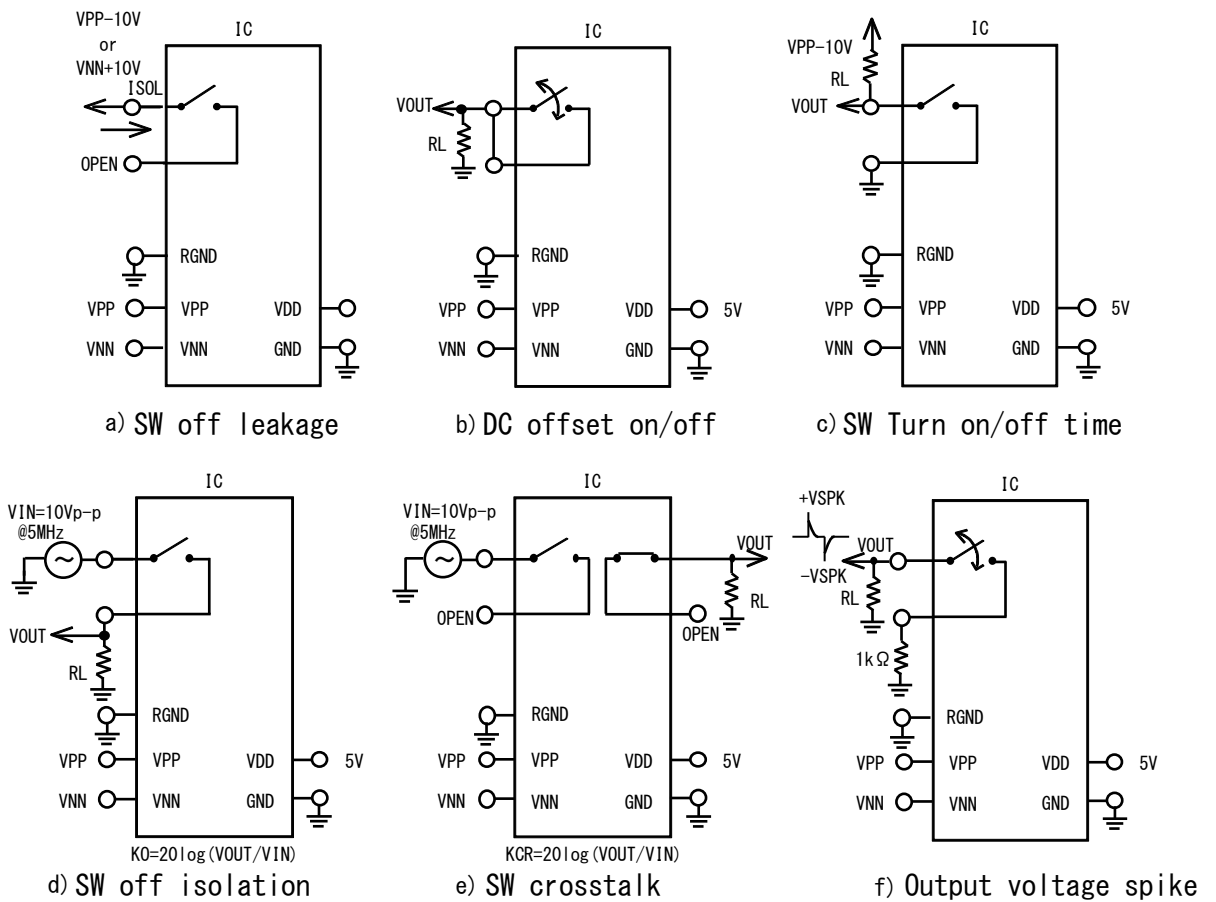 VPP-10V
or
VNN+10V
ISOL
OPEN
IC
RGND
VPP VPP VDD
VNN VNN GND
a) SW off leakage
IC
VOUT
RL
RGND
VPP VPP VDD 5V
VNN VNN GND
b) DC offset on/off
IC
VPP-10V
RL
VOUT
RGND
VPP VPP VDD 5V
VNN VNN GND
c) SW Turn on/off time
IC
VIN=10Vp-p
@5MHz
VOUT
RL
RGND
VPP VPP VDD 5V
VNN VNN GND
KO=20log(VOUT/VIN)
d) SW off isolation
IC
VIN=10Vp-p
@5MHz
VOUT
RL
OPEN
OPEN
RGND
VPP VPP VDD 5V
VNN VNN GND
KCR=20log(VOUT/VIN)
e) SW crosstalk
IC
+VSPK
VOUT
-VSPK
RL
1kΩ
RGND
VPP VPP VDD 5V
VNN VNN GND
f) Output voltage spike